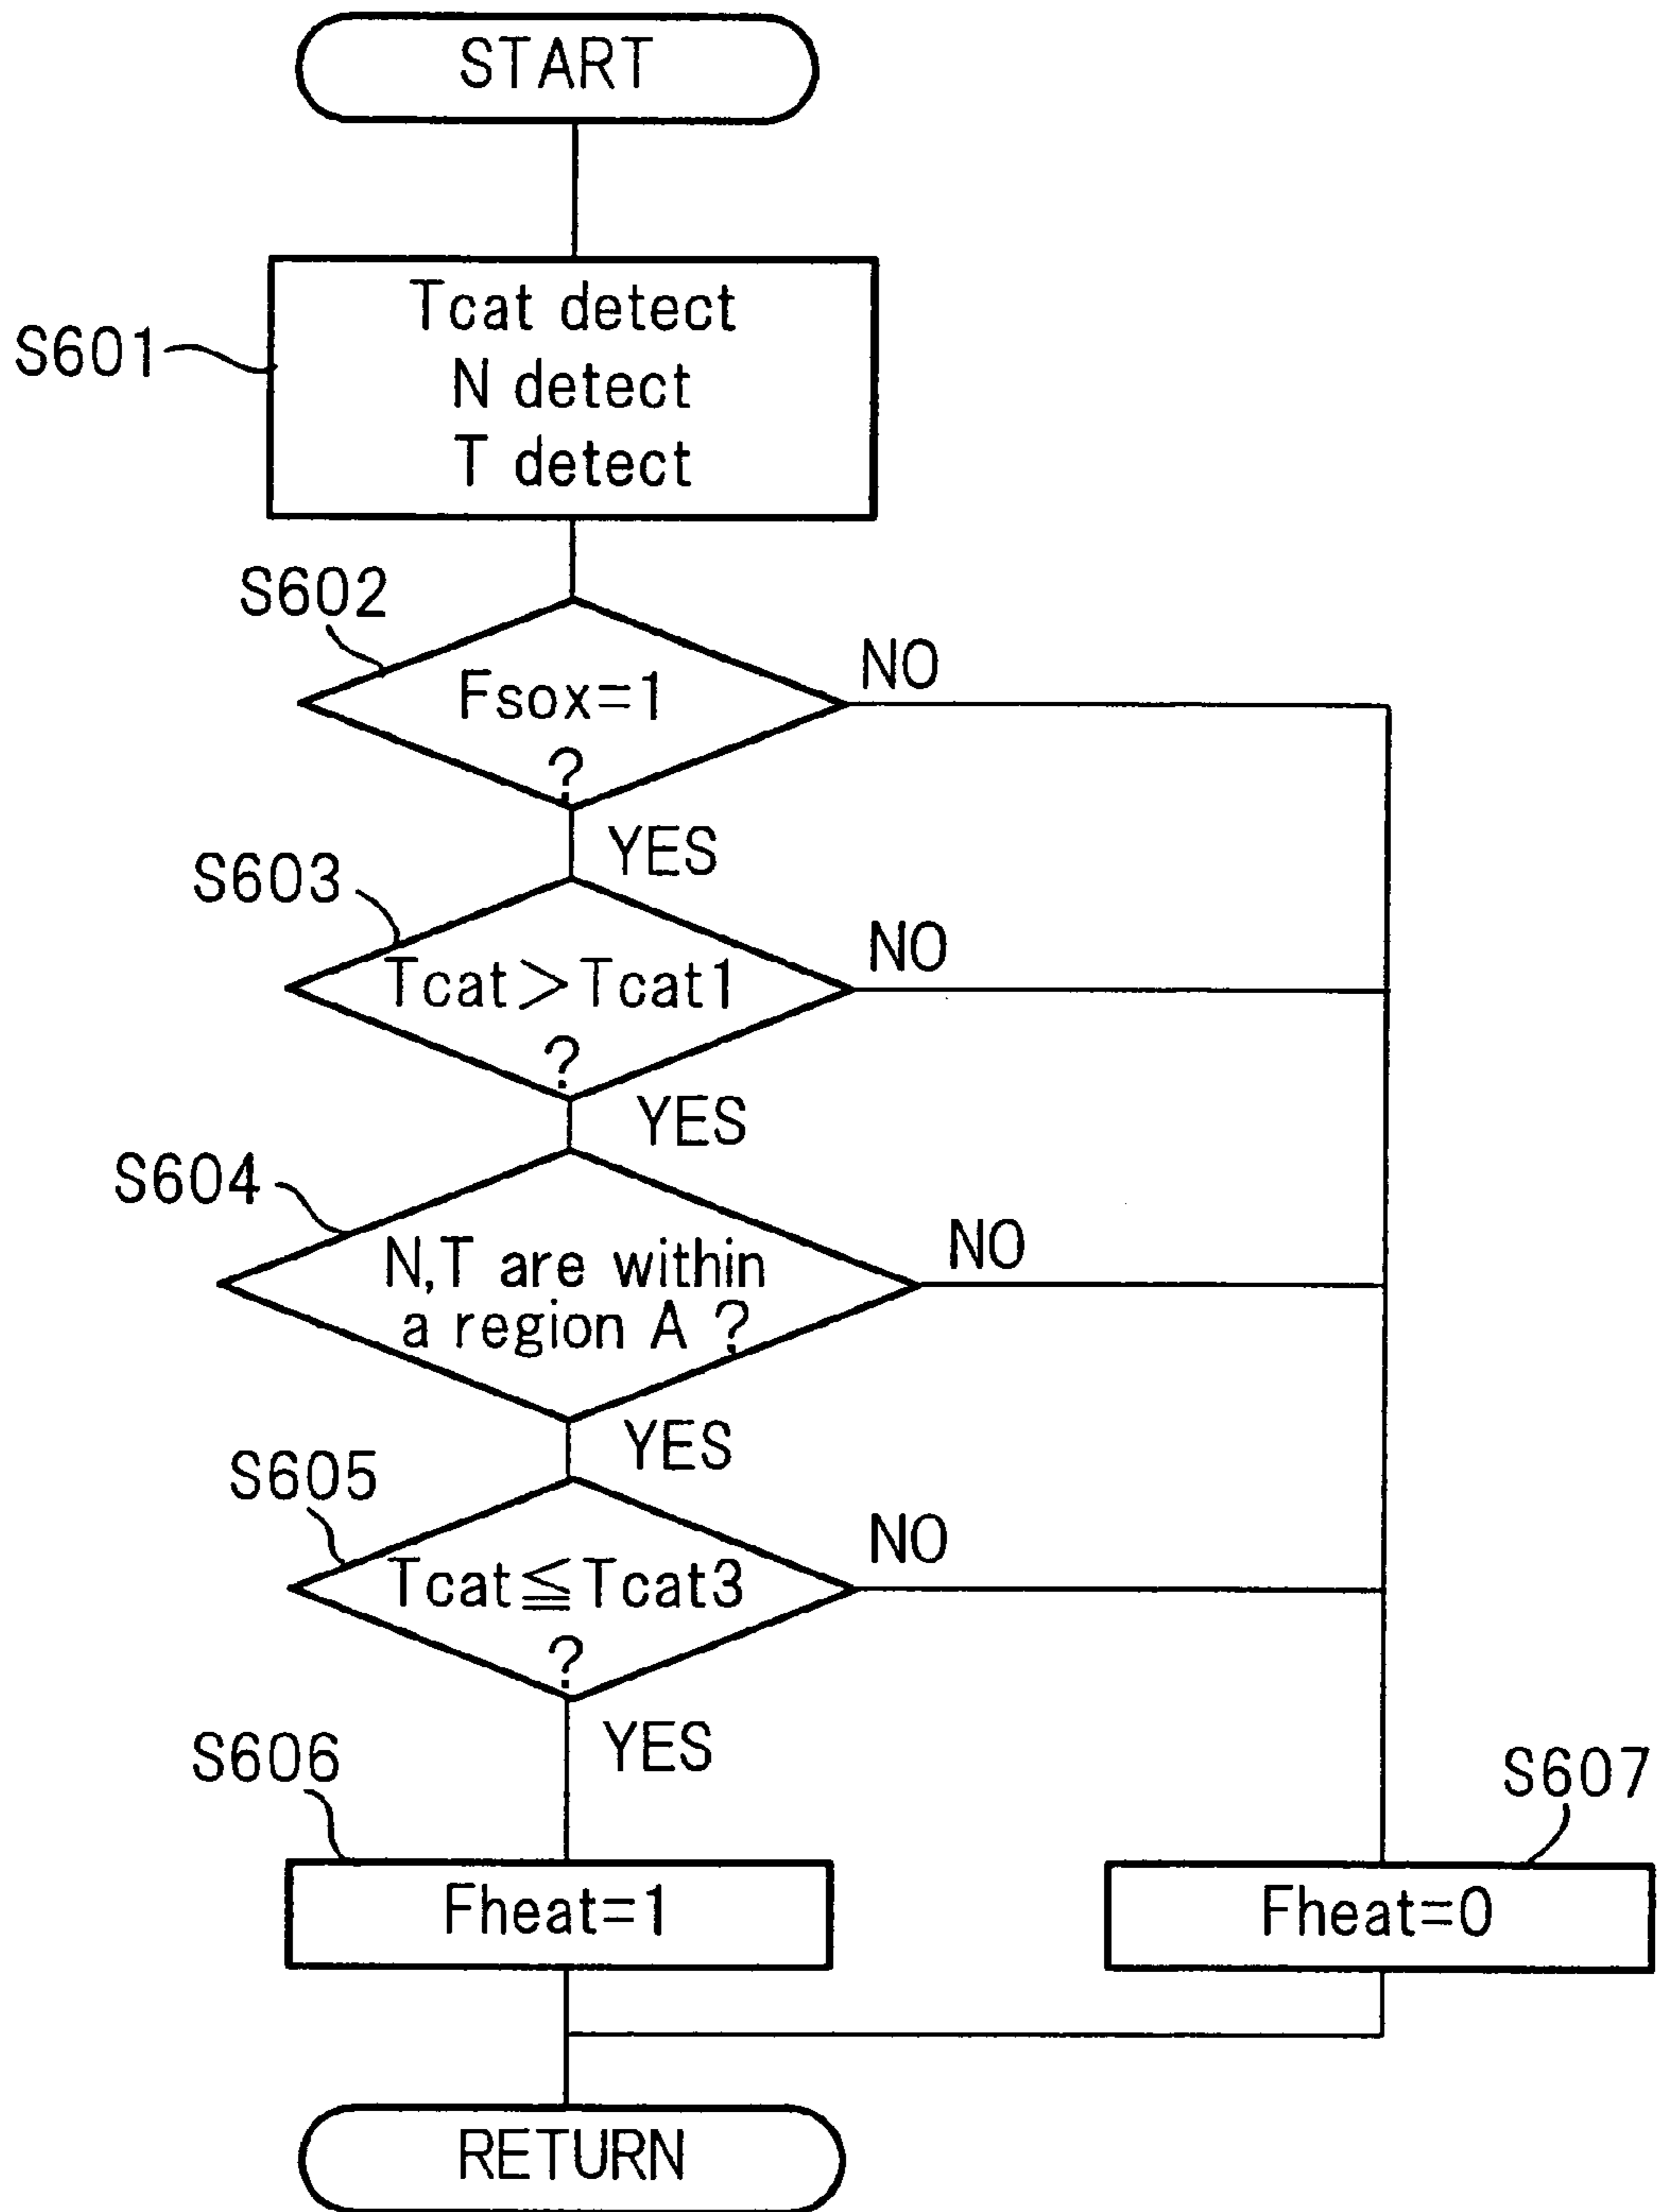 START
S601
Tcat detect
N detect
T detect
S602
Fsox=1
?
NO
YES
S603
Tcat>Tcat1
?
NO
YES
S604
N,T are within
a region A ?
NO
YES
S605
Tcat≦Tcat3
?
NO
YES
S606
Fheat=1
S607
Fheat=0
RETURN